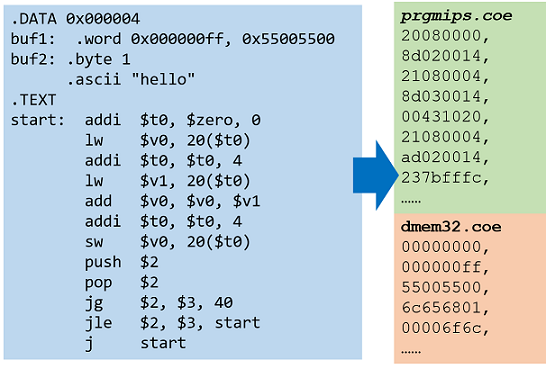 .DATA 0x000004
buf1:  .word 0x000000ff, 0x55005500
buf2: .byte 1
      .ascii "hello"
.TEXT
start:  addi  $t0, $zero, 0
        lw    $v0, 20($t0)
        addi  $t0, $t0, 4
        lw    $v1, 20($t0)
        add   $v0, $v0, $v1
        addi  $t0, $t0, 4
        sw    $v0, 20($t0)
        push  $2
        pop   $2
        jg    $2, $3, 40
        jle   $2, $3, start
        j     start
prgmips.coe
20080000,
8d020014,
21080004,
8d030014,
00431020,
21080004,
ad020014,
237bfffc,
……
dmem32.coe
00000000,
000000ff,
55005500,
6c656801,
00006f6c,
……